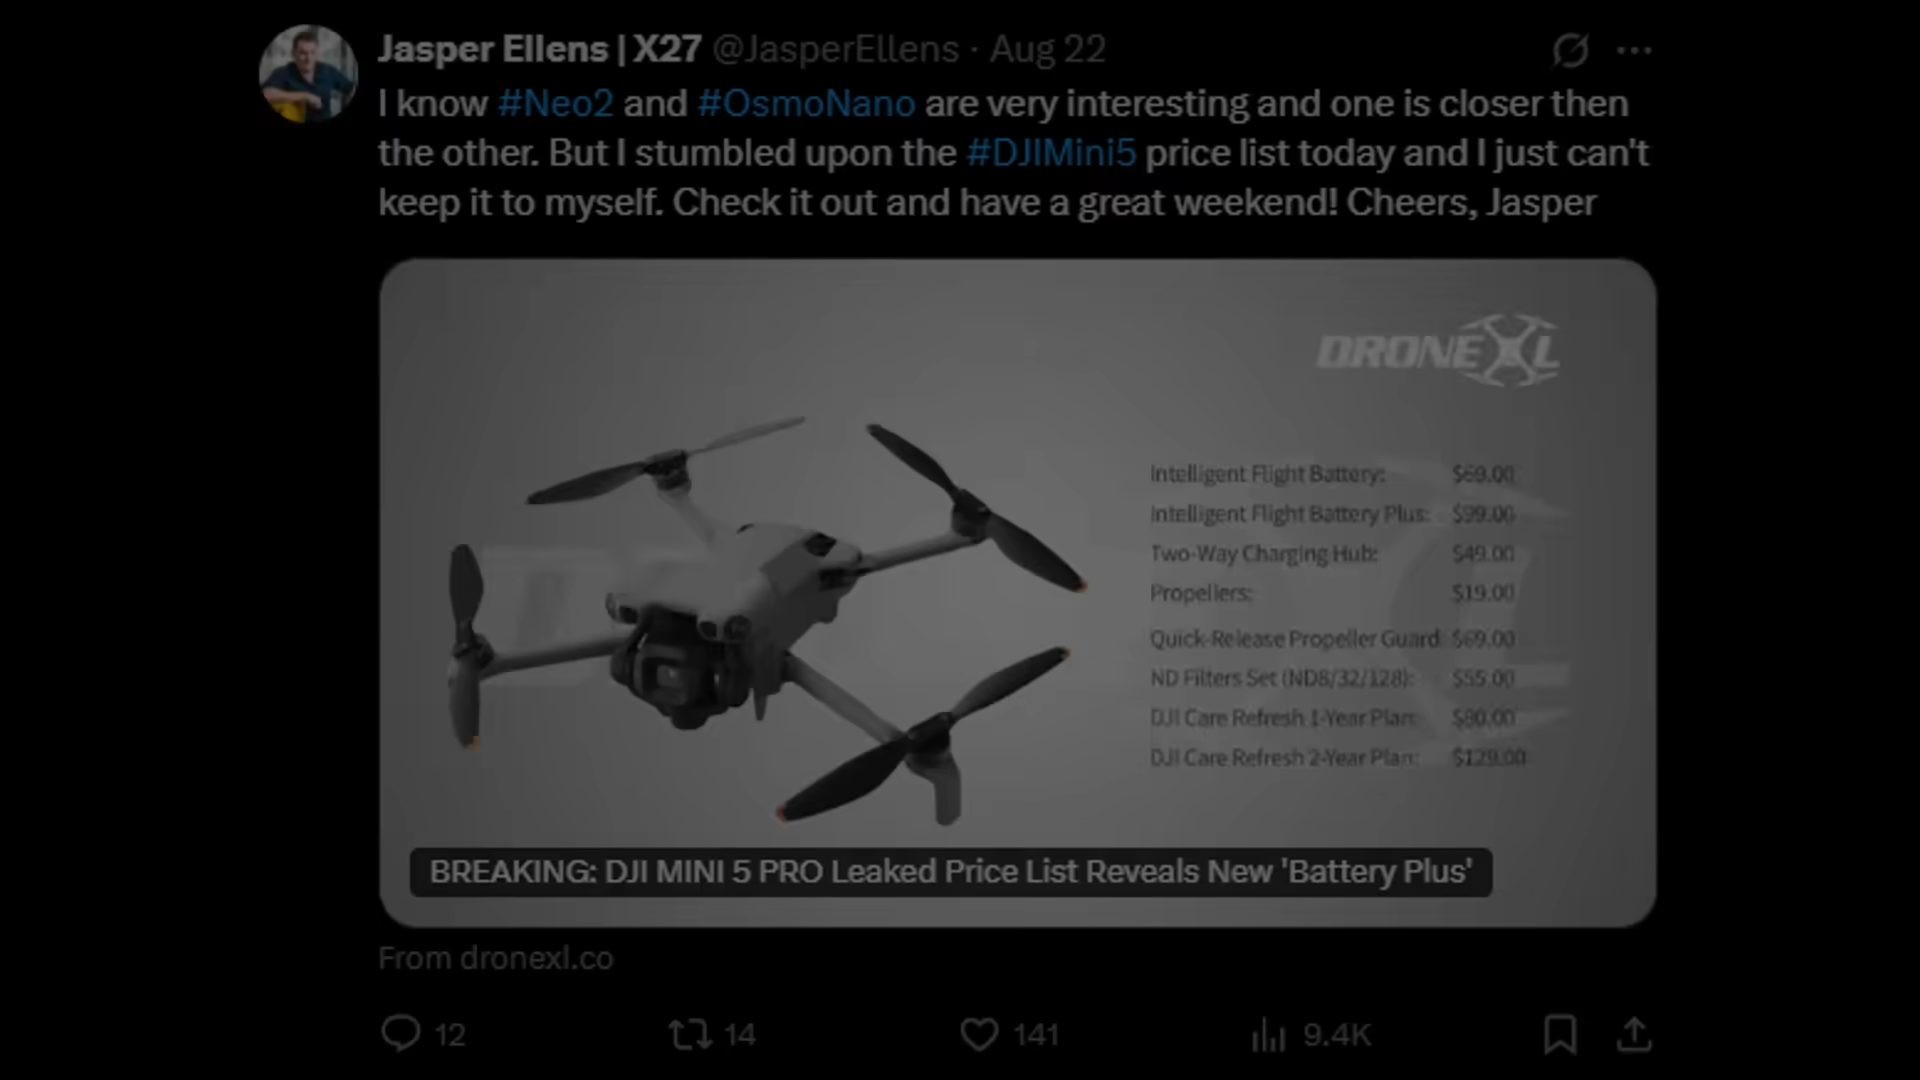 Jasper Ellens | X27 @JasperEllens · Aug 22
I know #Neo2 and #OsmoNano are very interesting and one is closer then
the other. But I stumbled upon the #DJIMini5 price list today and I just can't
keep it to myself. Check it out and have a great weekend! Cheers, Jasper
DRONEXL
Intelligent Flight Battery: $69.00
Intelligent Flight Battery Plus: $99.00
Two-Way Charging Hub: $49.00
Propellers: $19.00
Quick-Release Propeller Guard: $69.00
ND Filters Set (ND8/32/128): $55.00
DJI Care Refresh 1-Year Plan: $80.00
DJI Care Refresh 2-Year Plan: $129.00
BREAKING: DJI MINI 5 PRO Leaked Price List Reveals New 'Battery Plus'
From dronexl.co
12 14 141 9.4K